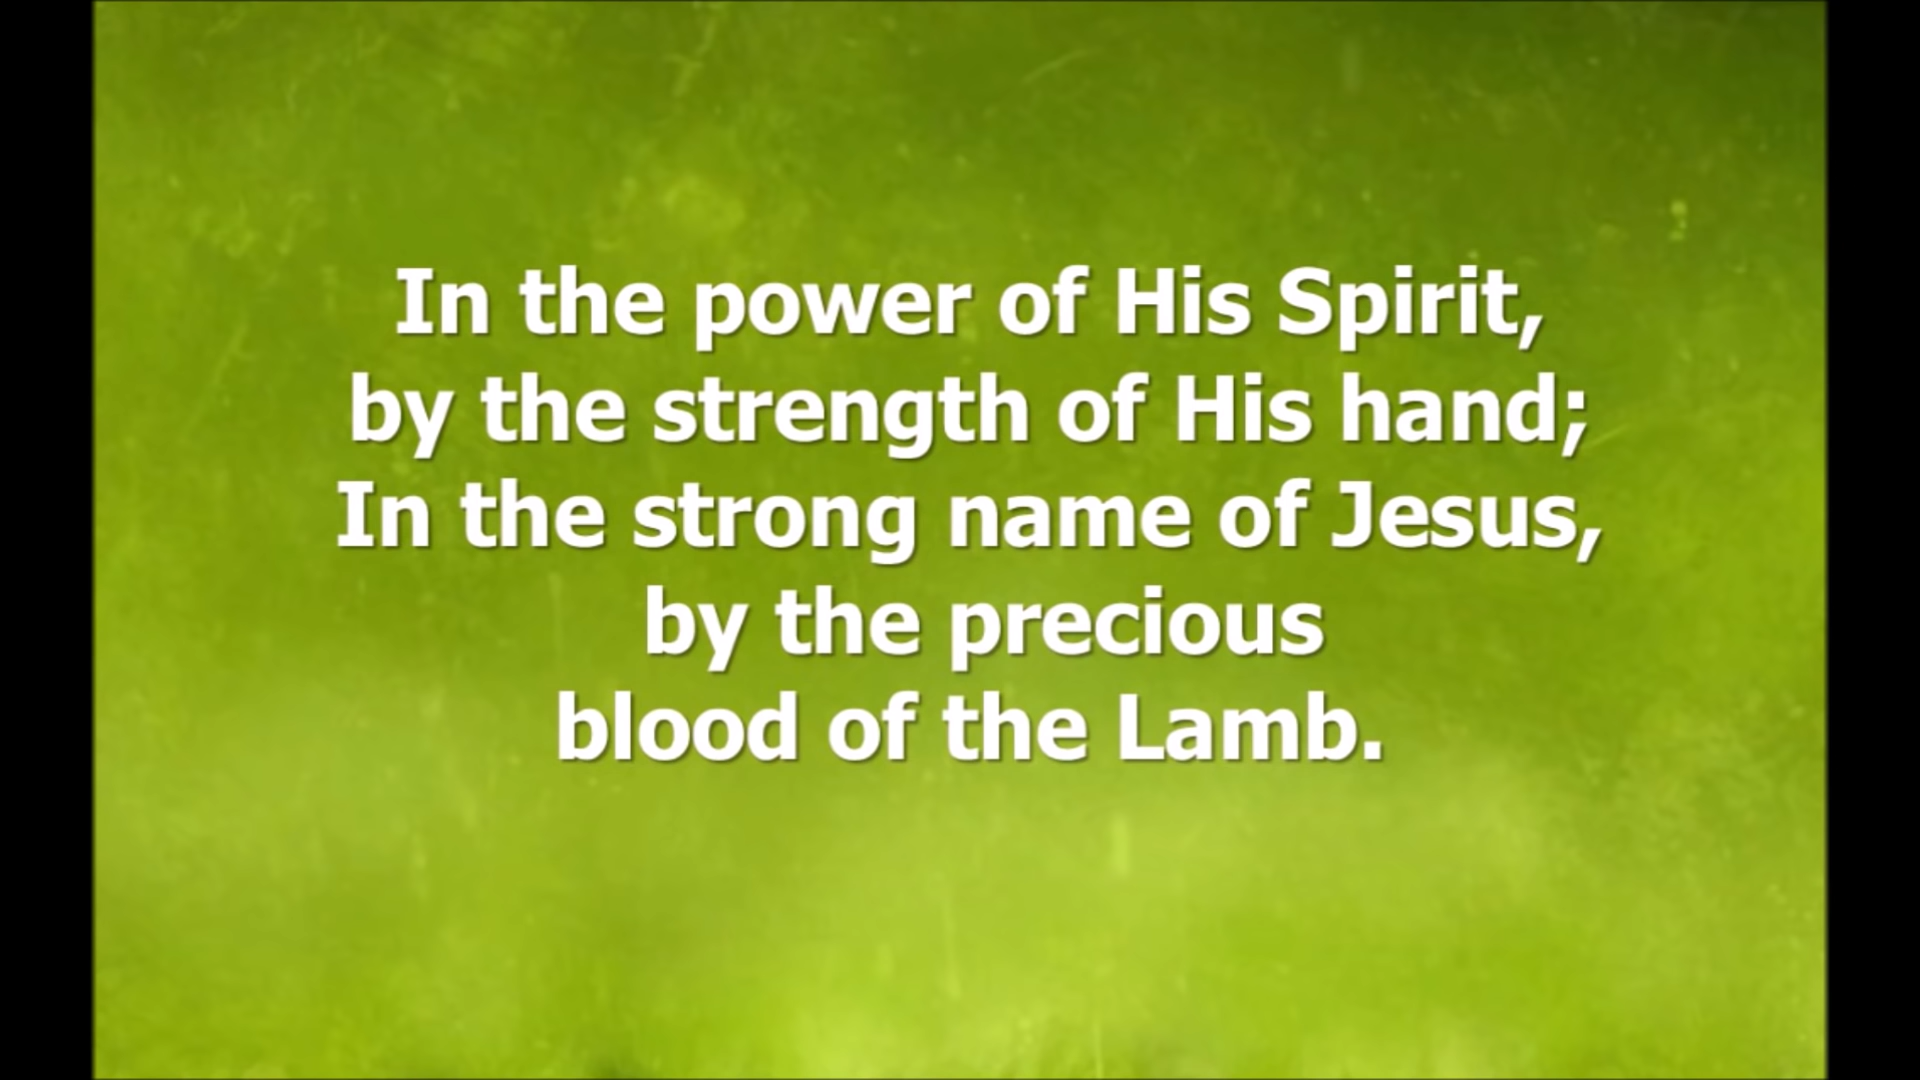 In the power of His Spirit,
by the strength of His hand;
In the strong name of Jesus,
by the precious
blood of the Lamb.